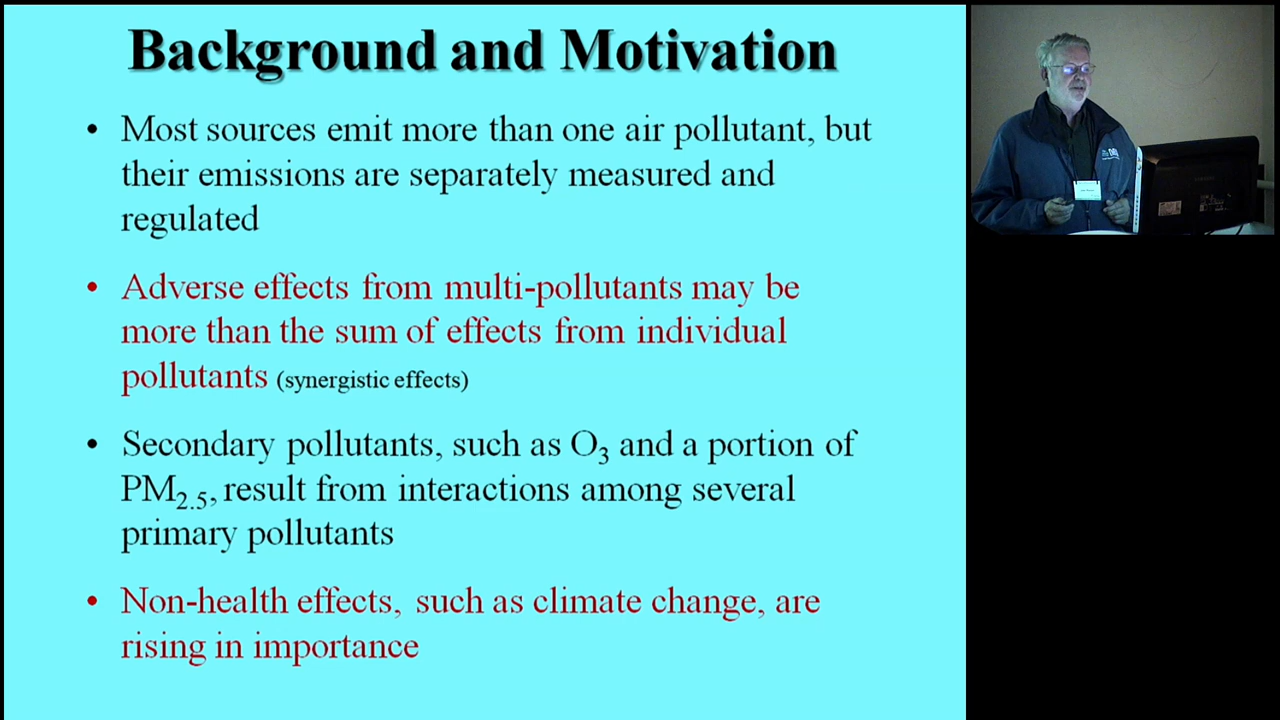 Background and Motivation
• Most sources emit more than one air pollutant, but
their emissions are separately measured and
regulated
• Adverse effects from multi-pollutants may be
more than the sum of effects from individual
pollutants (synergistic effects)
• Secondary pollutants, such as O3 and a portion of
PM2.5, result from interactions among several
primary pollutants
• Non-health effects, such as climate change, are
rising in importance